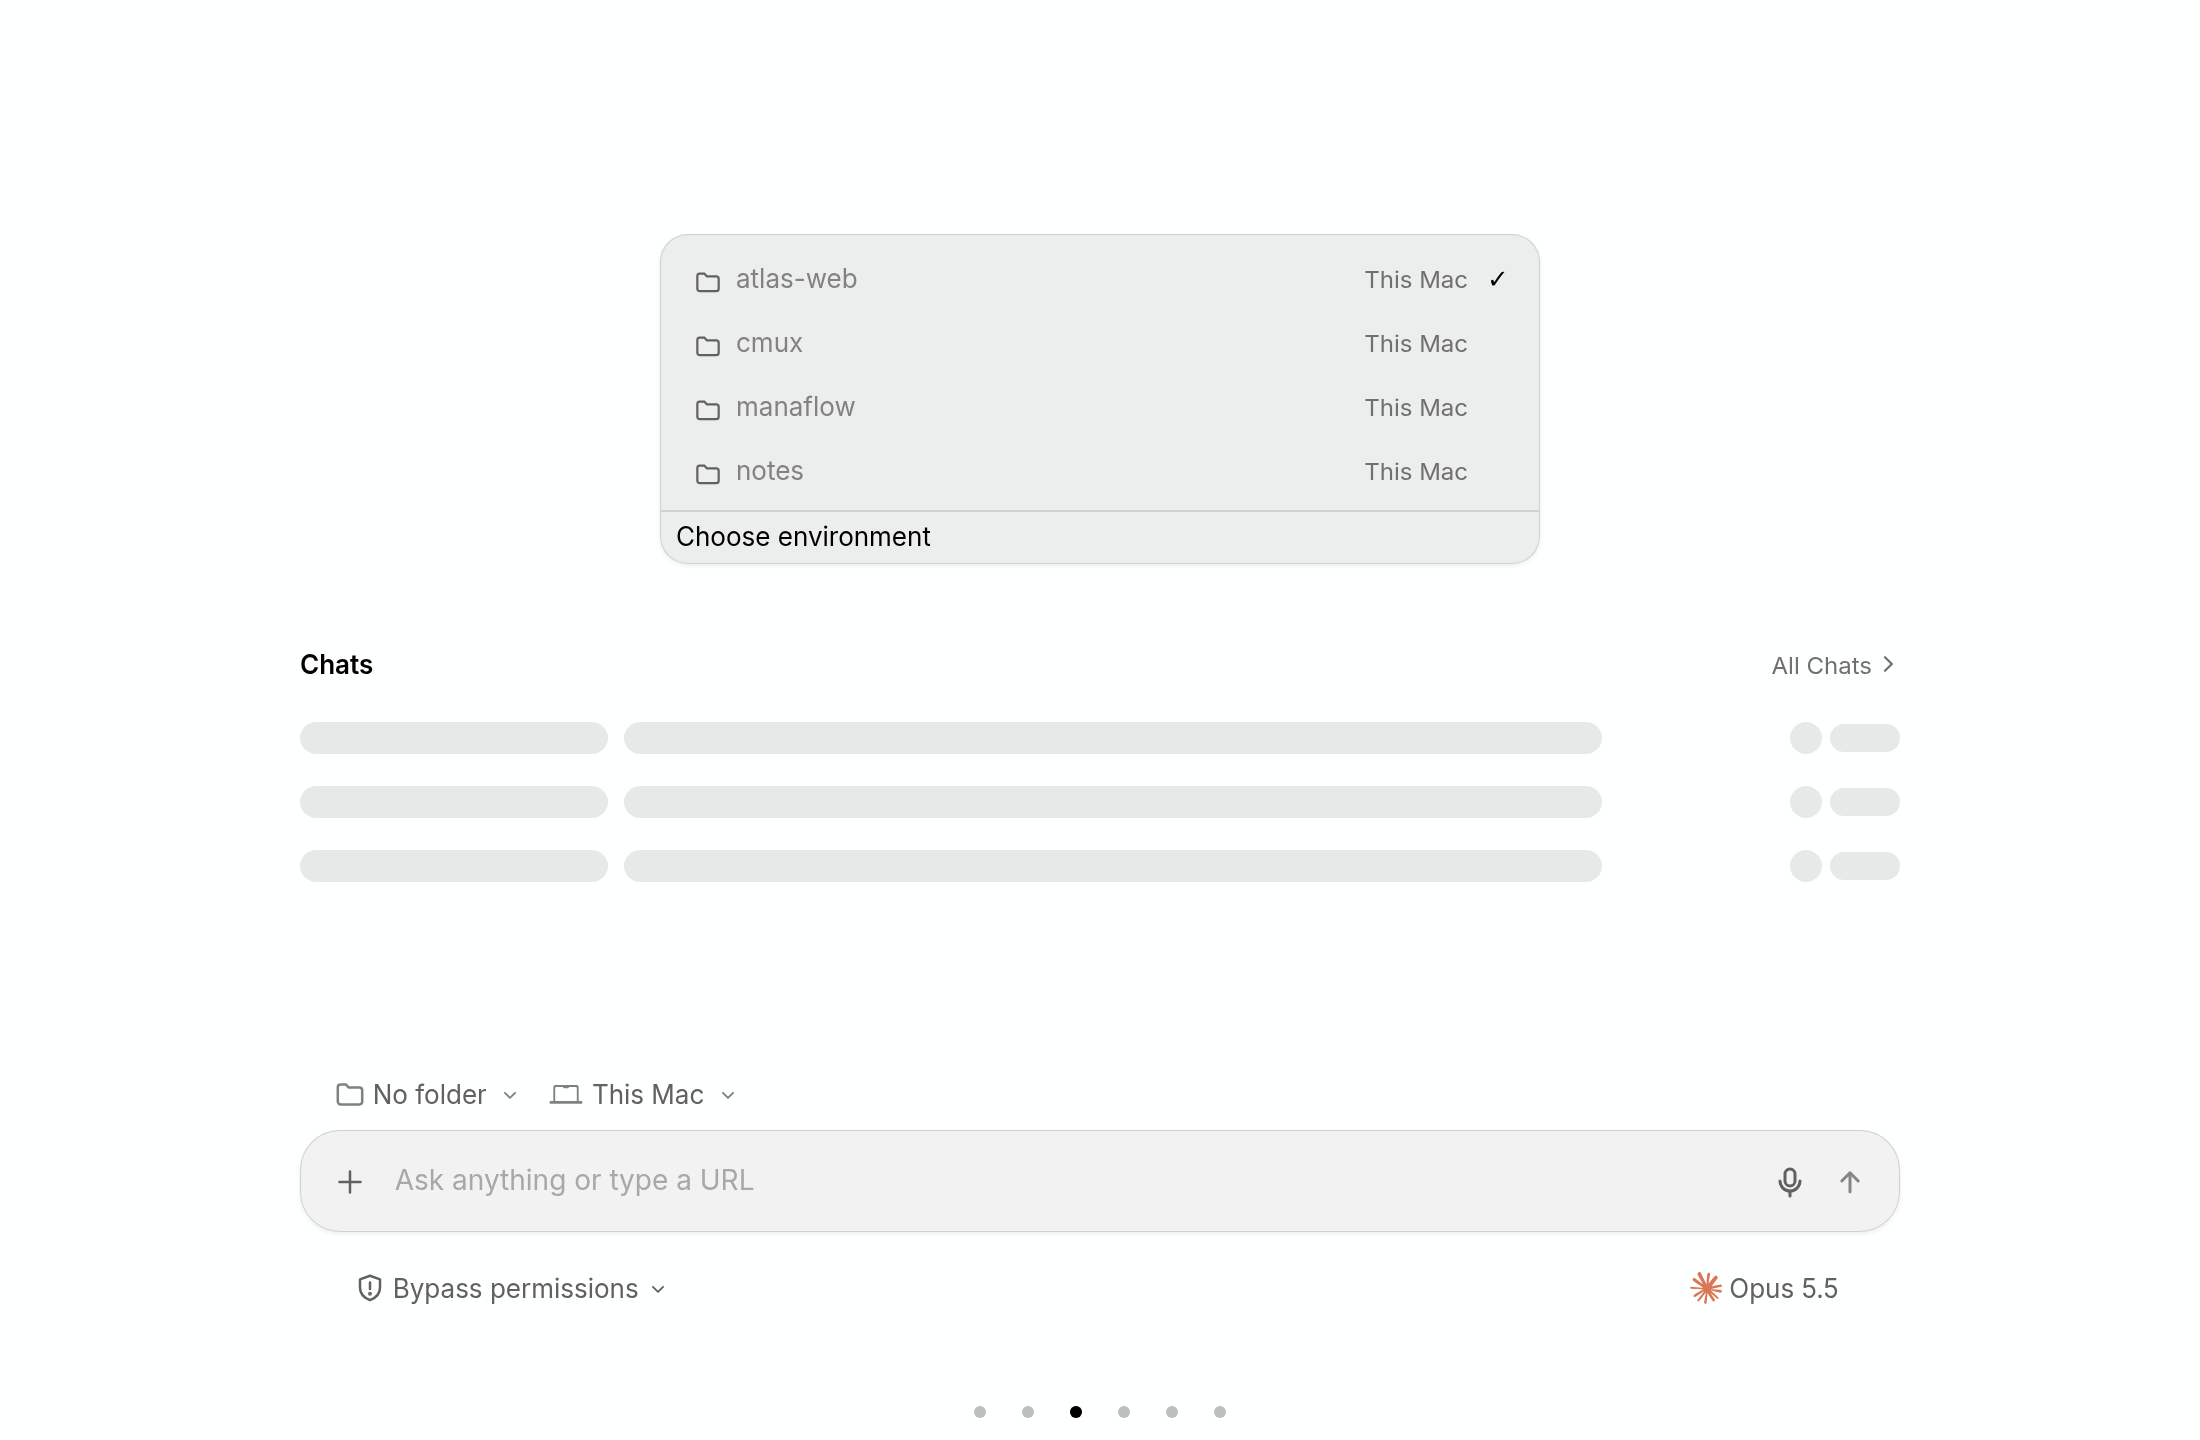 atlas-web This Mac ✓
cmux This Mac
manaflow This Mac
notes This Mac
Choose environment
Chats All Chats
No folder This Mac
Ask anything or type a URL
Bypass permissions Opus 5.5